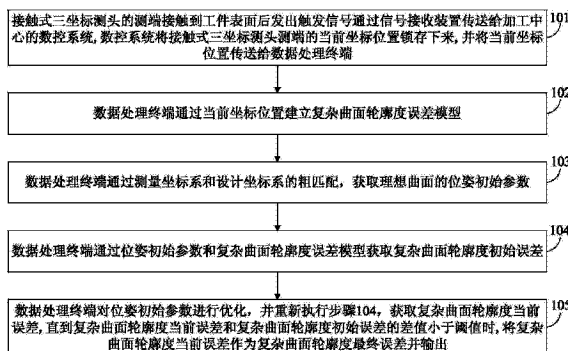 接触式三坐标测头的测端接触到工件表面后发出触发信号通过信号接收装置传送给加工中
心的数控系统,数控系统将接触式三坐标测头测端的当前坐标位置锁存下来,并将当前坐标
位置传送给数据处理终端
101
数据处理终端通过当前坐标位置建立复杂曲面轮廓度误差模型
102
数据处理终端通过测量坐标系和设计坐标系的粗匹配，获取理想曲面的位姿初始参数
103
数据处理终端通过位姿初始参数和复杂曲面轮廓度误差模型获取复杂曲面轮廓度初始误差
104
数据处理终端对位姿初始参数进行优化，并重新执行步骤104，获取复杂曲面轮廓度当前
误差,直到复杂曲面轮廓度当前误差和复杂曲面轮廓度初始误差的差值小于阈值时,将复杂
曲面轮廓度当前误差作为复杂曲面轮廓度最终误差并输出
105